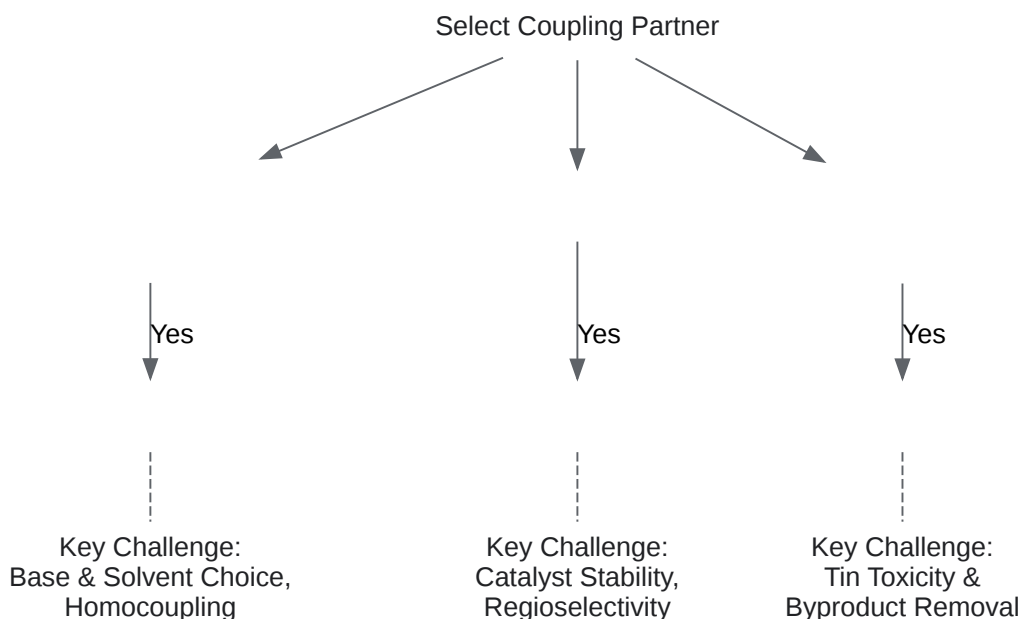 Select Coupling Partner
Yes
Yes
Yes
Key Challenge:
Base & Solvent Choice,
Homocoupling
Key Challenge:
Catalyst Stability,
Regioselectivity
Key Challenge:
Tin Toxicity &
Byproduct Removal